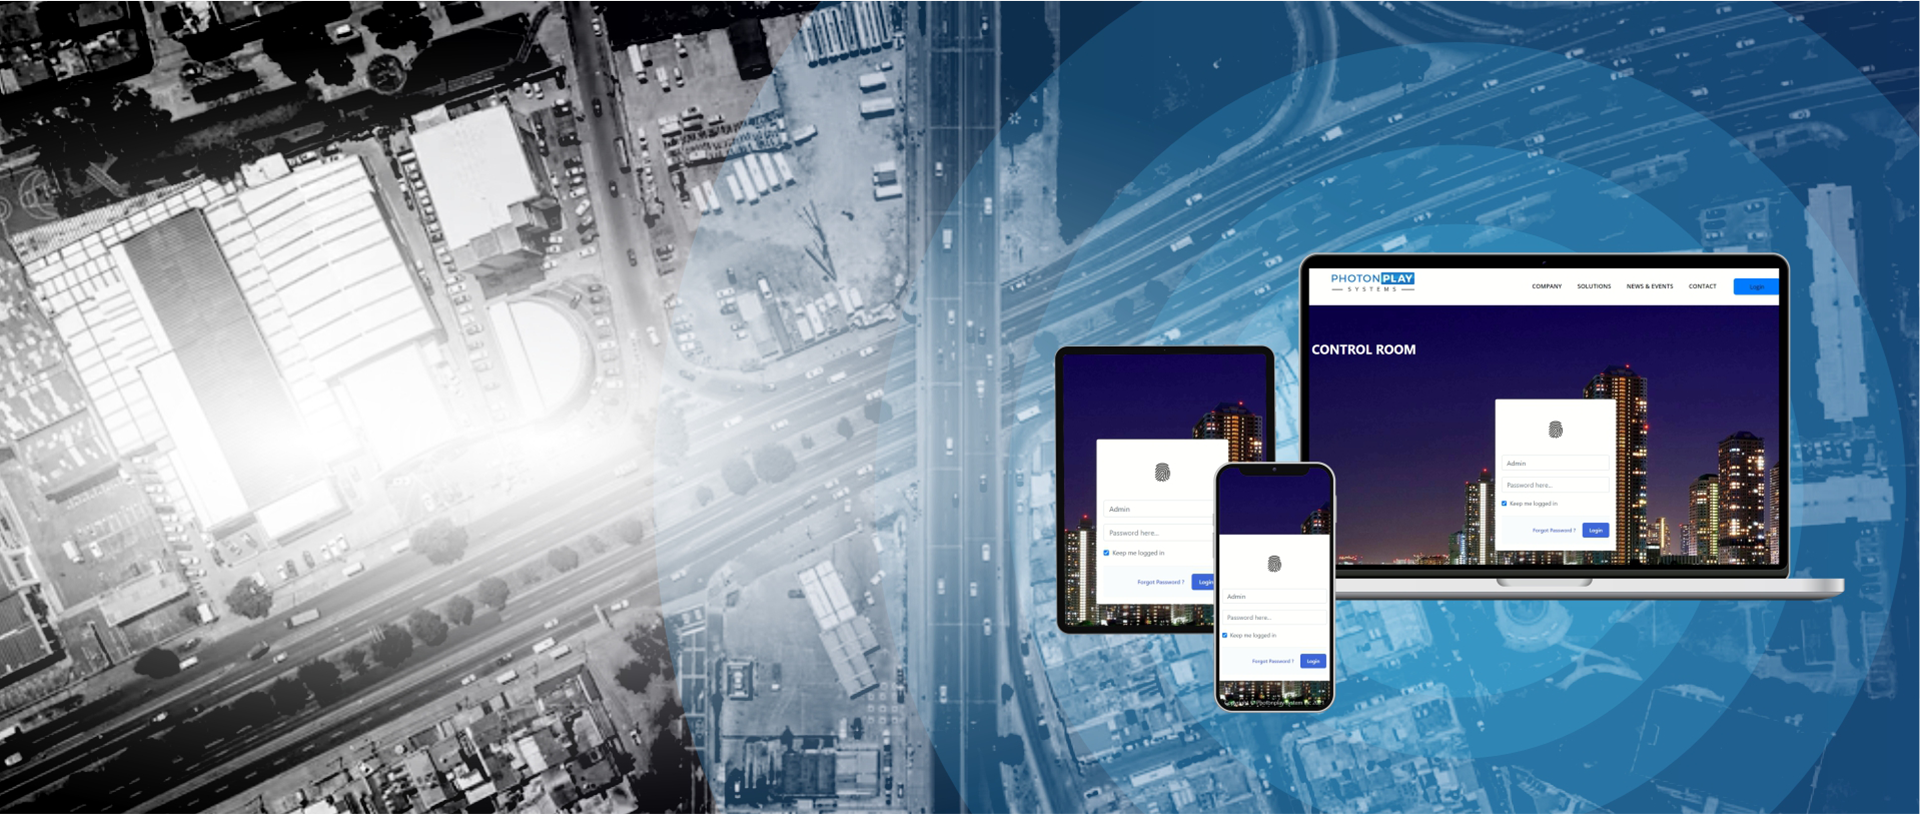 PHOTONPLAY
SYSTEMS
COMPANY SOLUTIONS NEWS & EVENTS CONTACT Login
CONTROL ROOM
Admin
Password here...
Keep me logged in
Forgot Password ? Login
Admin
Password here...
Keep me logged in
Forgot Password ? Login
Admin
Password here...
Keep me logged in
Forgot Password ? Login